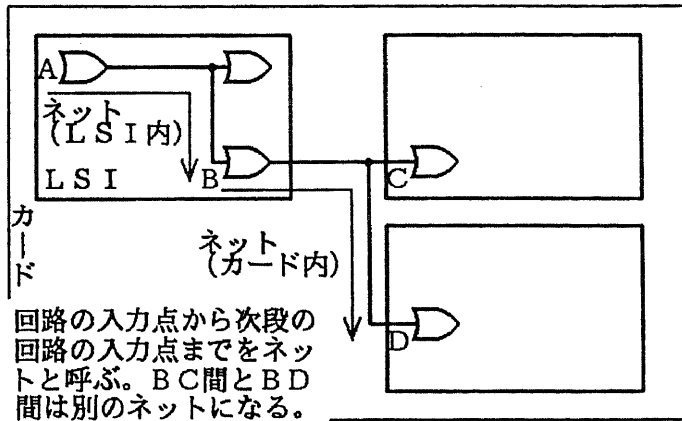 A
ネット
(LSI内)
LSI
B
C
カード
ネット
(カード内)
D
回路の入力点から次段の
回路の入力点までをネッ
トと呼ぶ。BC間とBD
間は別のネットになる。